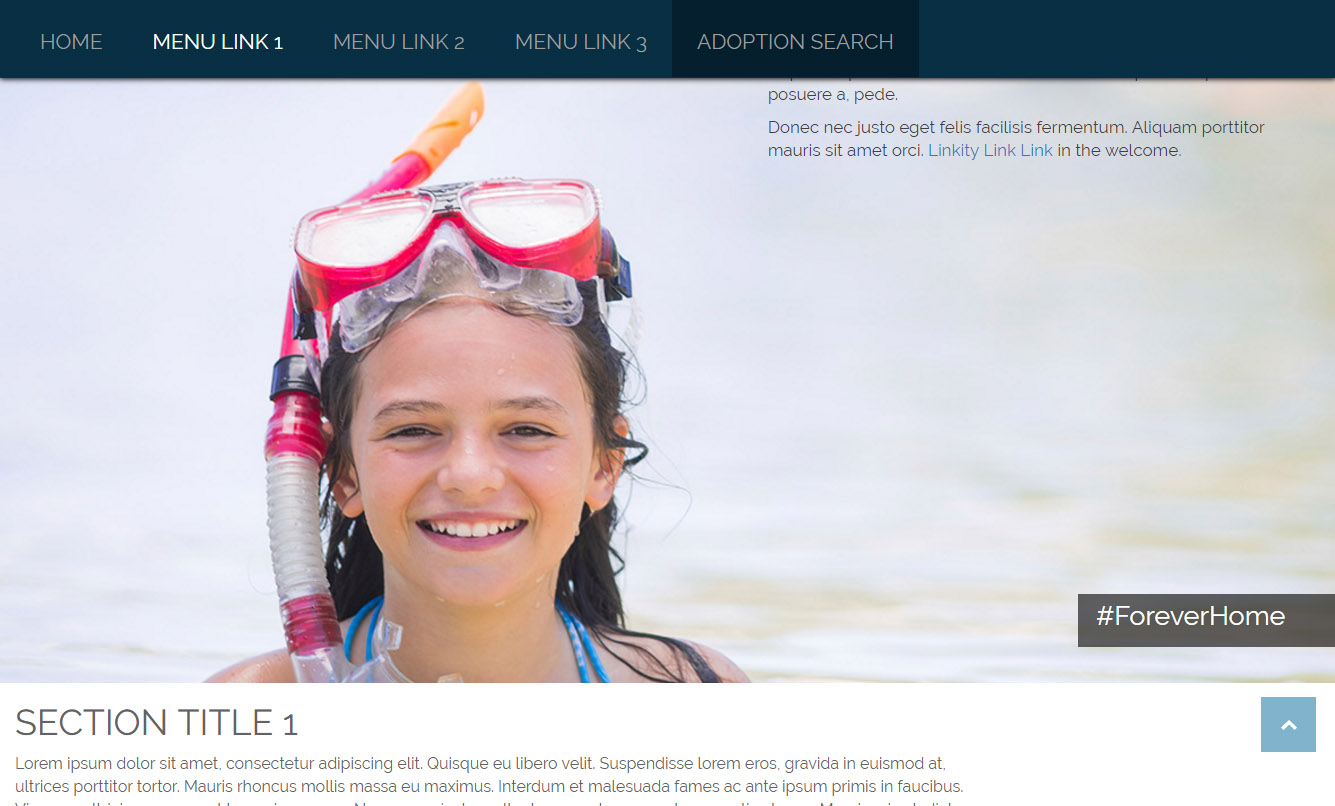 HOME MENU LINK 1 MENU LINK 2 MENU LINK 3 ADOPTION SEARCH
posuere a, pede.
Donec nec justo eget felis facilisis fermentum. Aliquam porttitor
mauris sit amet orci. Linkity Link Link in the welcome.
#ForeverHome
SECTION TITLE 1
Lorem ipsum dolor sit amet, consectetur adipiscing elit. Quisque eu libero velit. Suspendisse lorem eros, gravida in euismod at,
ultrices porttitor tortor. Mauris rhoncus mollis massa eu maximus. Interdum et malesuada fames ac ante ipsum primis in faucibus.